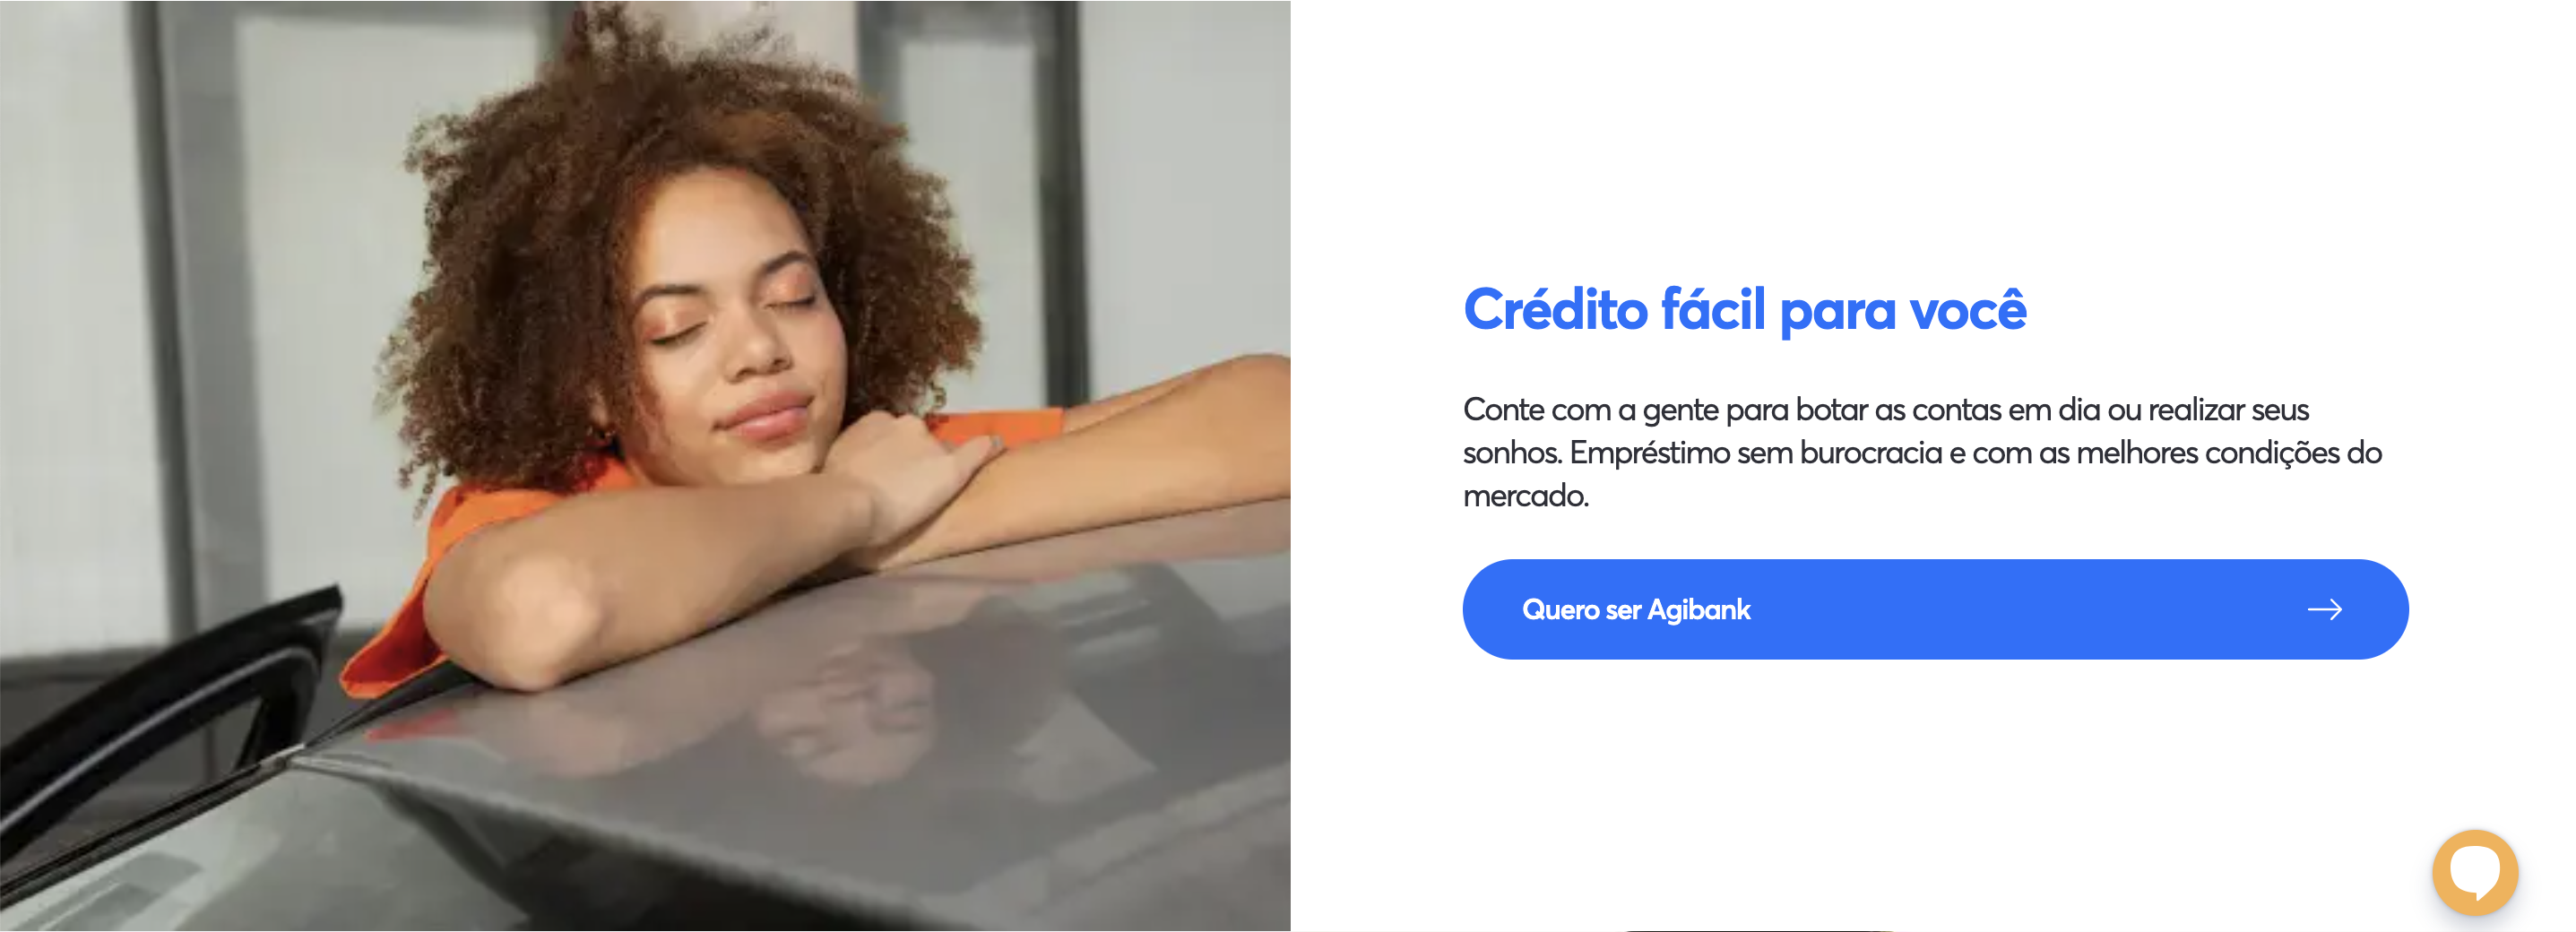 Crédito fácil para você
Conte com a gente para botar as contas em dia ou realizar seus
sonhos. Empréstimo sem burocracia e com as melhores condições do
mercado.
Quero ser Agibank